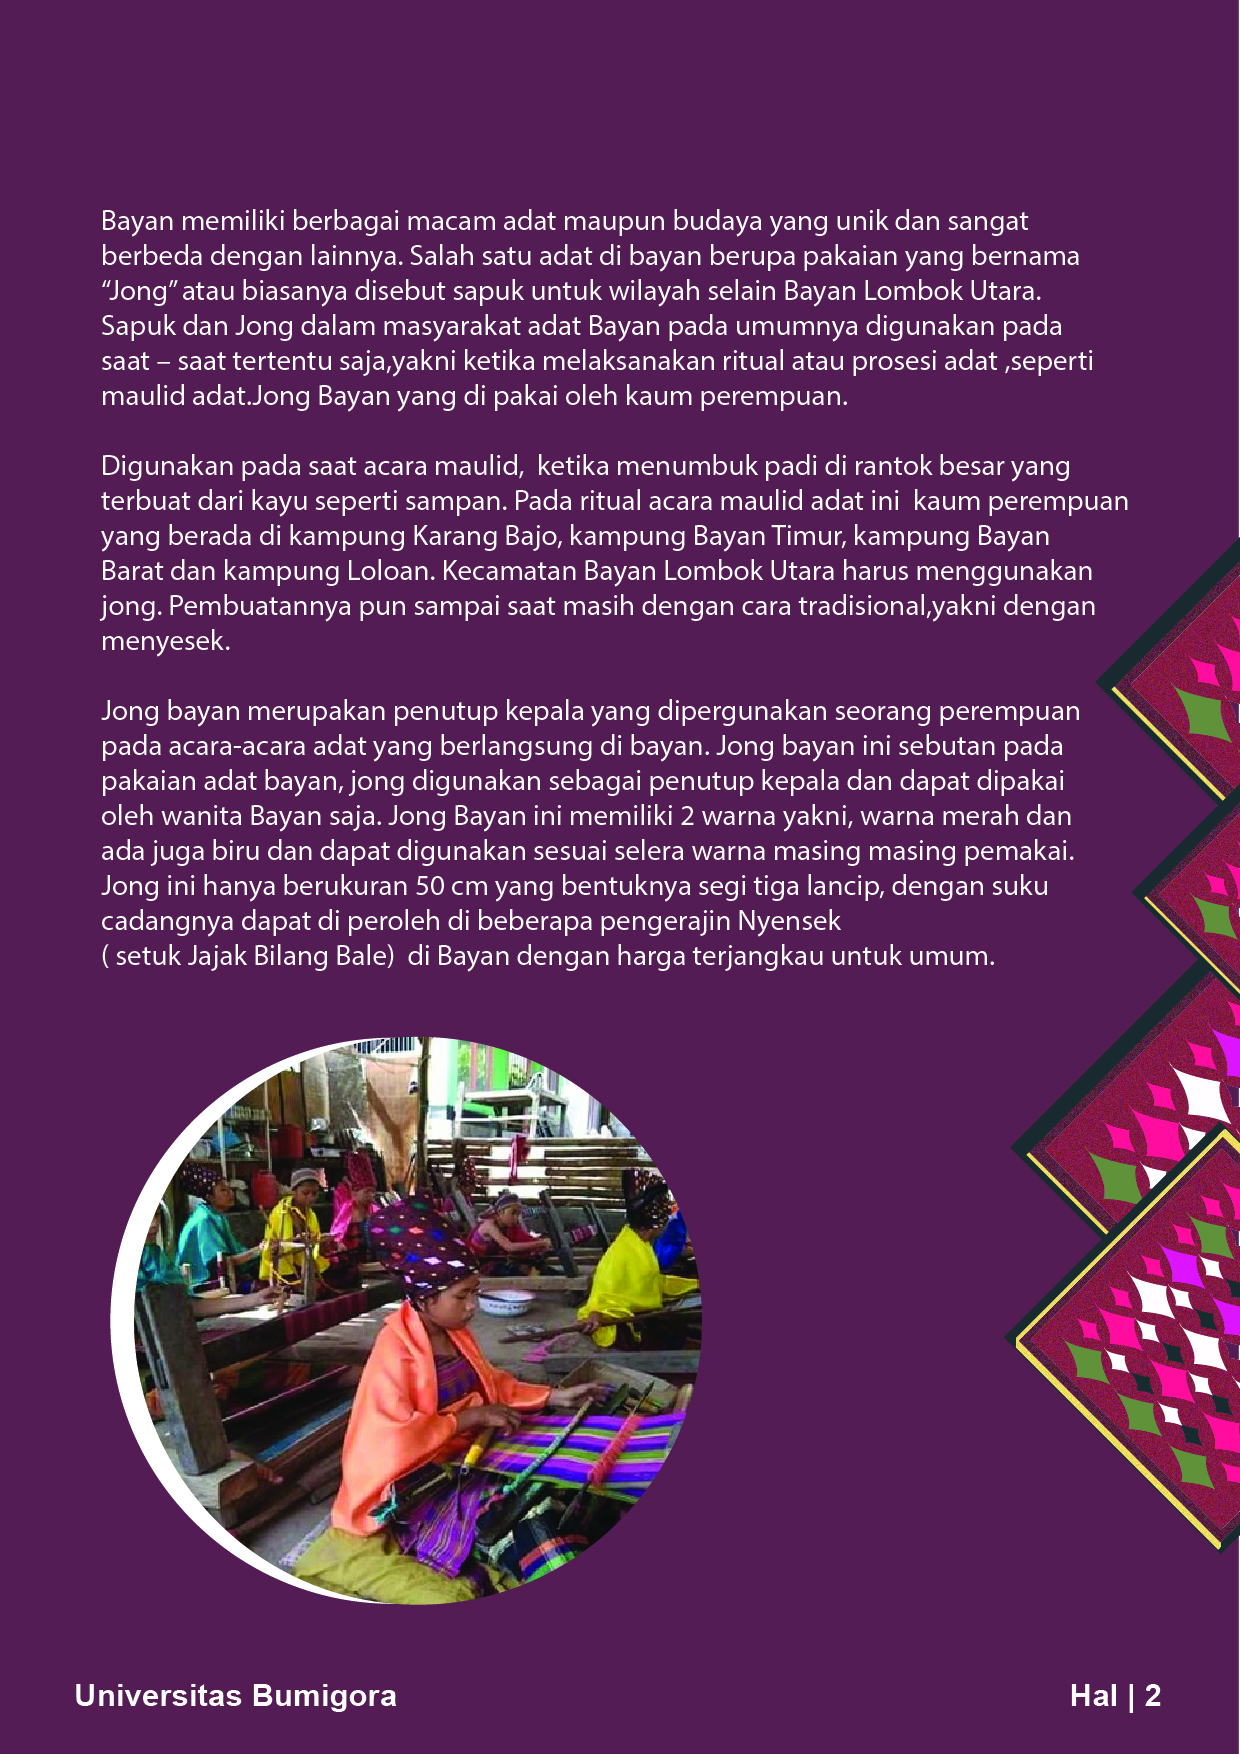 Bayan memiliki berbagai macam adat maupun budaya yang unik dan sangat
berbeda dengan lainnya. Salah satu adat di bayan berupa pakaian yang bernama
“Jong” atau biasanya disebut sapuk untuk wilayah selain Bayan Lombok Utara.
Sapuk dan Jong dalam masyarakat adat Bayan pada umumnya digunakan pada
saat – saat tertentu saja,yakni ketika melaksanakan ritual atau prosesi adat ,seperti
maulid adat.Jong Bayan yang di pakai oleh kaum perempuan.
Digunakan pada saat acara maulid,  ketika menumbuk padi di rantok besar yang
terbuat dari kayu seperti sampan. Pada ritual acara maulid adat ini  kaum perempuan
yang berada di kampung Karang Bajo, kampung Bayan Timur, kampung Bayan
Barat dan kampung Loloan. Kecamatan Bayan Lombok Utara harus menggunakan
jong. Pembuatannya pun sampai saat masih dengan cara tradisional,yakni dengan
menyesek.
Jong bayan merupakan penutup kepala yang dipergunakan seorang perempuan
pada acara-acara adat yang berlangsung di bayan. Jong bayan ini sebutan pada
pakaian adat bayan, jong digunakan sebagai penutup kepala dan dapat dipakai
oleh wanita Bayan saja. Jong Bayan ini memiliki 2 warna yakni, warna merah dan
ada juga biru dan dapat digunakan sesuai selera warna masing masing pemakai.
Jong ini hanya berukuran 50 cm yang bentuknya segi tiga lancip, dengan suku
cadangnya dapat di peroleh di beberapa pengerajin Nyensek
( setuk Jajak Bilang Bale)  di Bayan dengan harga terjangkau untuk umum.
Universitas Bumigora
Hal | 2